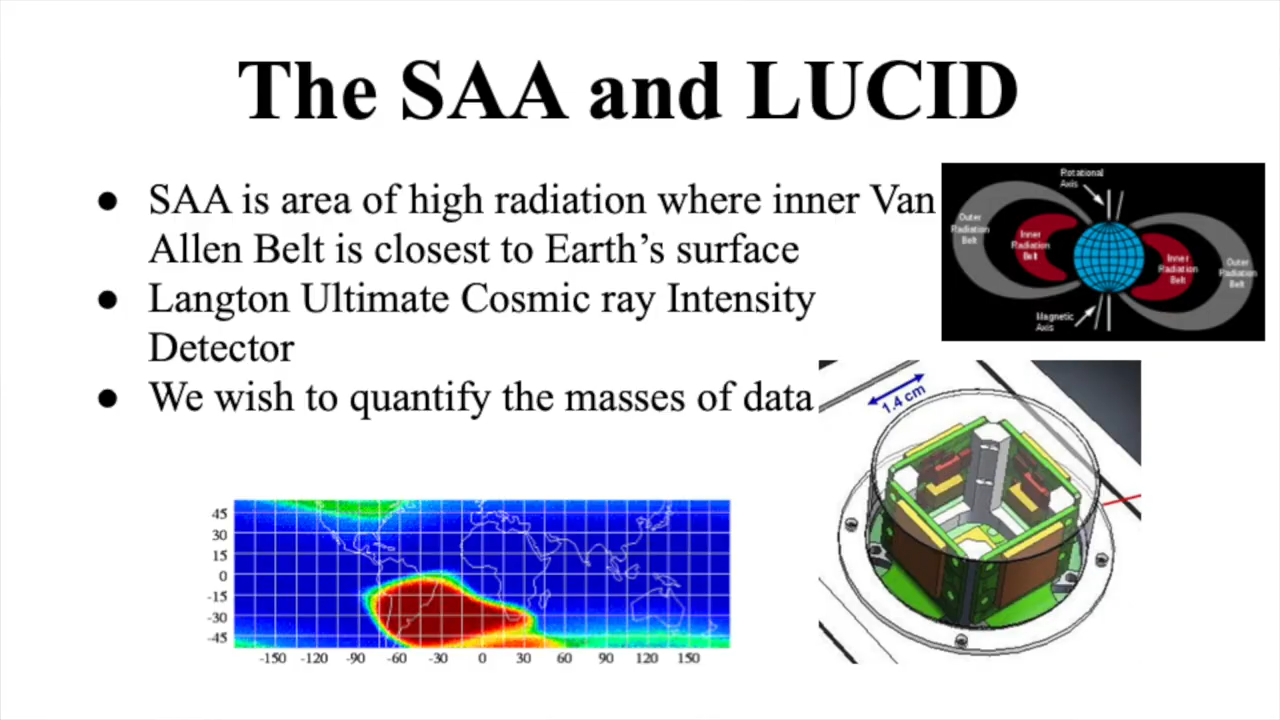 The SAA and LUCID
● SAA is area of high radiation where inner Van
Allen Belt is closest to Earth’s surface
● Langton Ultimate Cosmic ray Intensity
Detector
● We wish to quantify the masses of data
Rotational
Axis
Outer
Radiation
Belt
Inner
Radiation
Belt
Inner
Radiation
Belt
Outer
Radiation
Belt
Magnetic
Axis
1.4 cm
45
30
15
0
-15
-30
-45
-150 -120 -90 -60 -30 0 30 60 90 120 150